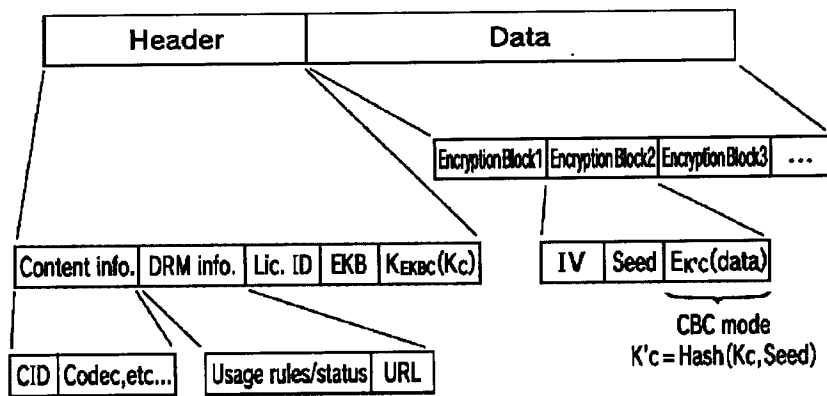 Header Data
Encryption Block1 Encryption Block2 Encryption Block3 ...
Content info. DRM info. Lic. ID EKB KEKBC(KC)
IV Seed EK'C(data)
CBC mode
K'c = Hash(Kc, Seed)
CID Codec,etc... Usage rules/status URL